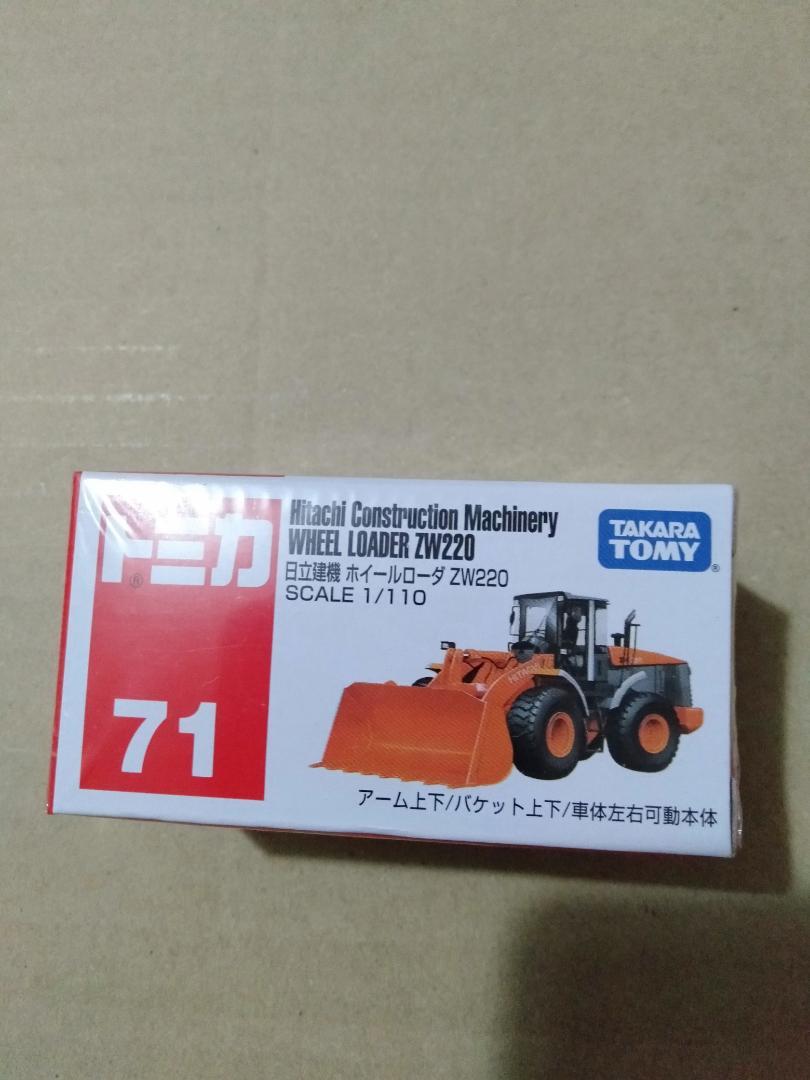 トミカ®
71
Hitachi Construction Machinery
WHEEL LOADER ZW220
日立建機 ホイールローダ ZW220
SCALE 1/110
TAKARA
TOMY®
HITACHI
アーム上下/バケット上下/車体左右可動本体